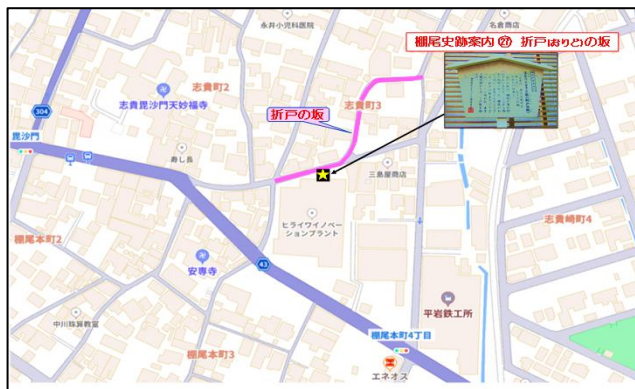 永井小児科医院
名倉商店
棚尾史跡案内 ㉗ 折戸(おりど)の坂
志貴町2
志貴毘沙門天妙福寺
志貴町3
折戸の坂
304
毘沙門
寿し長
三島屋商店
志貴崎町4
ヒライワイノベー
ションプラント
棚尾本町2
安専寺
43
平岩鉄工所
中川珠算教室
棚尾本町4丁目
棚尾本町3
エネオス